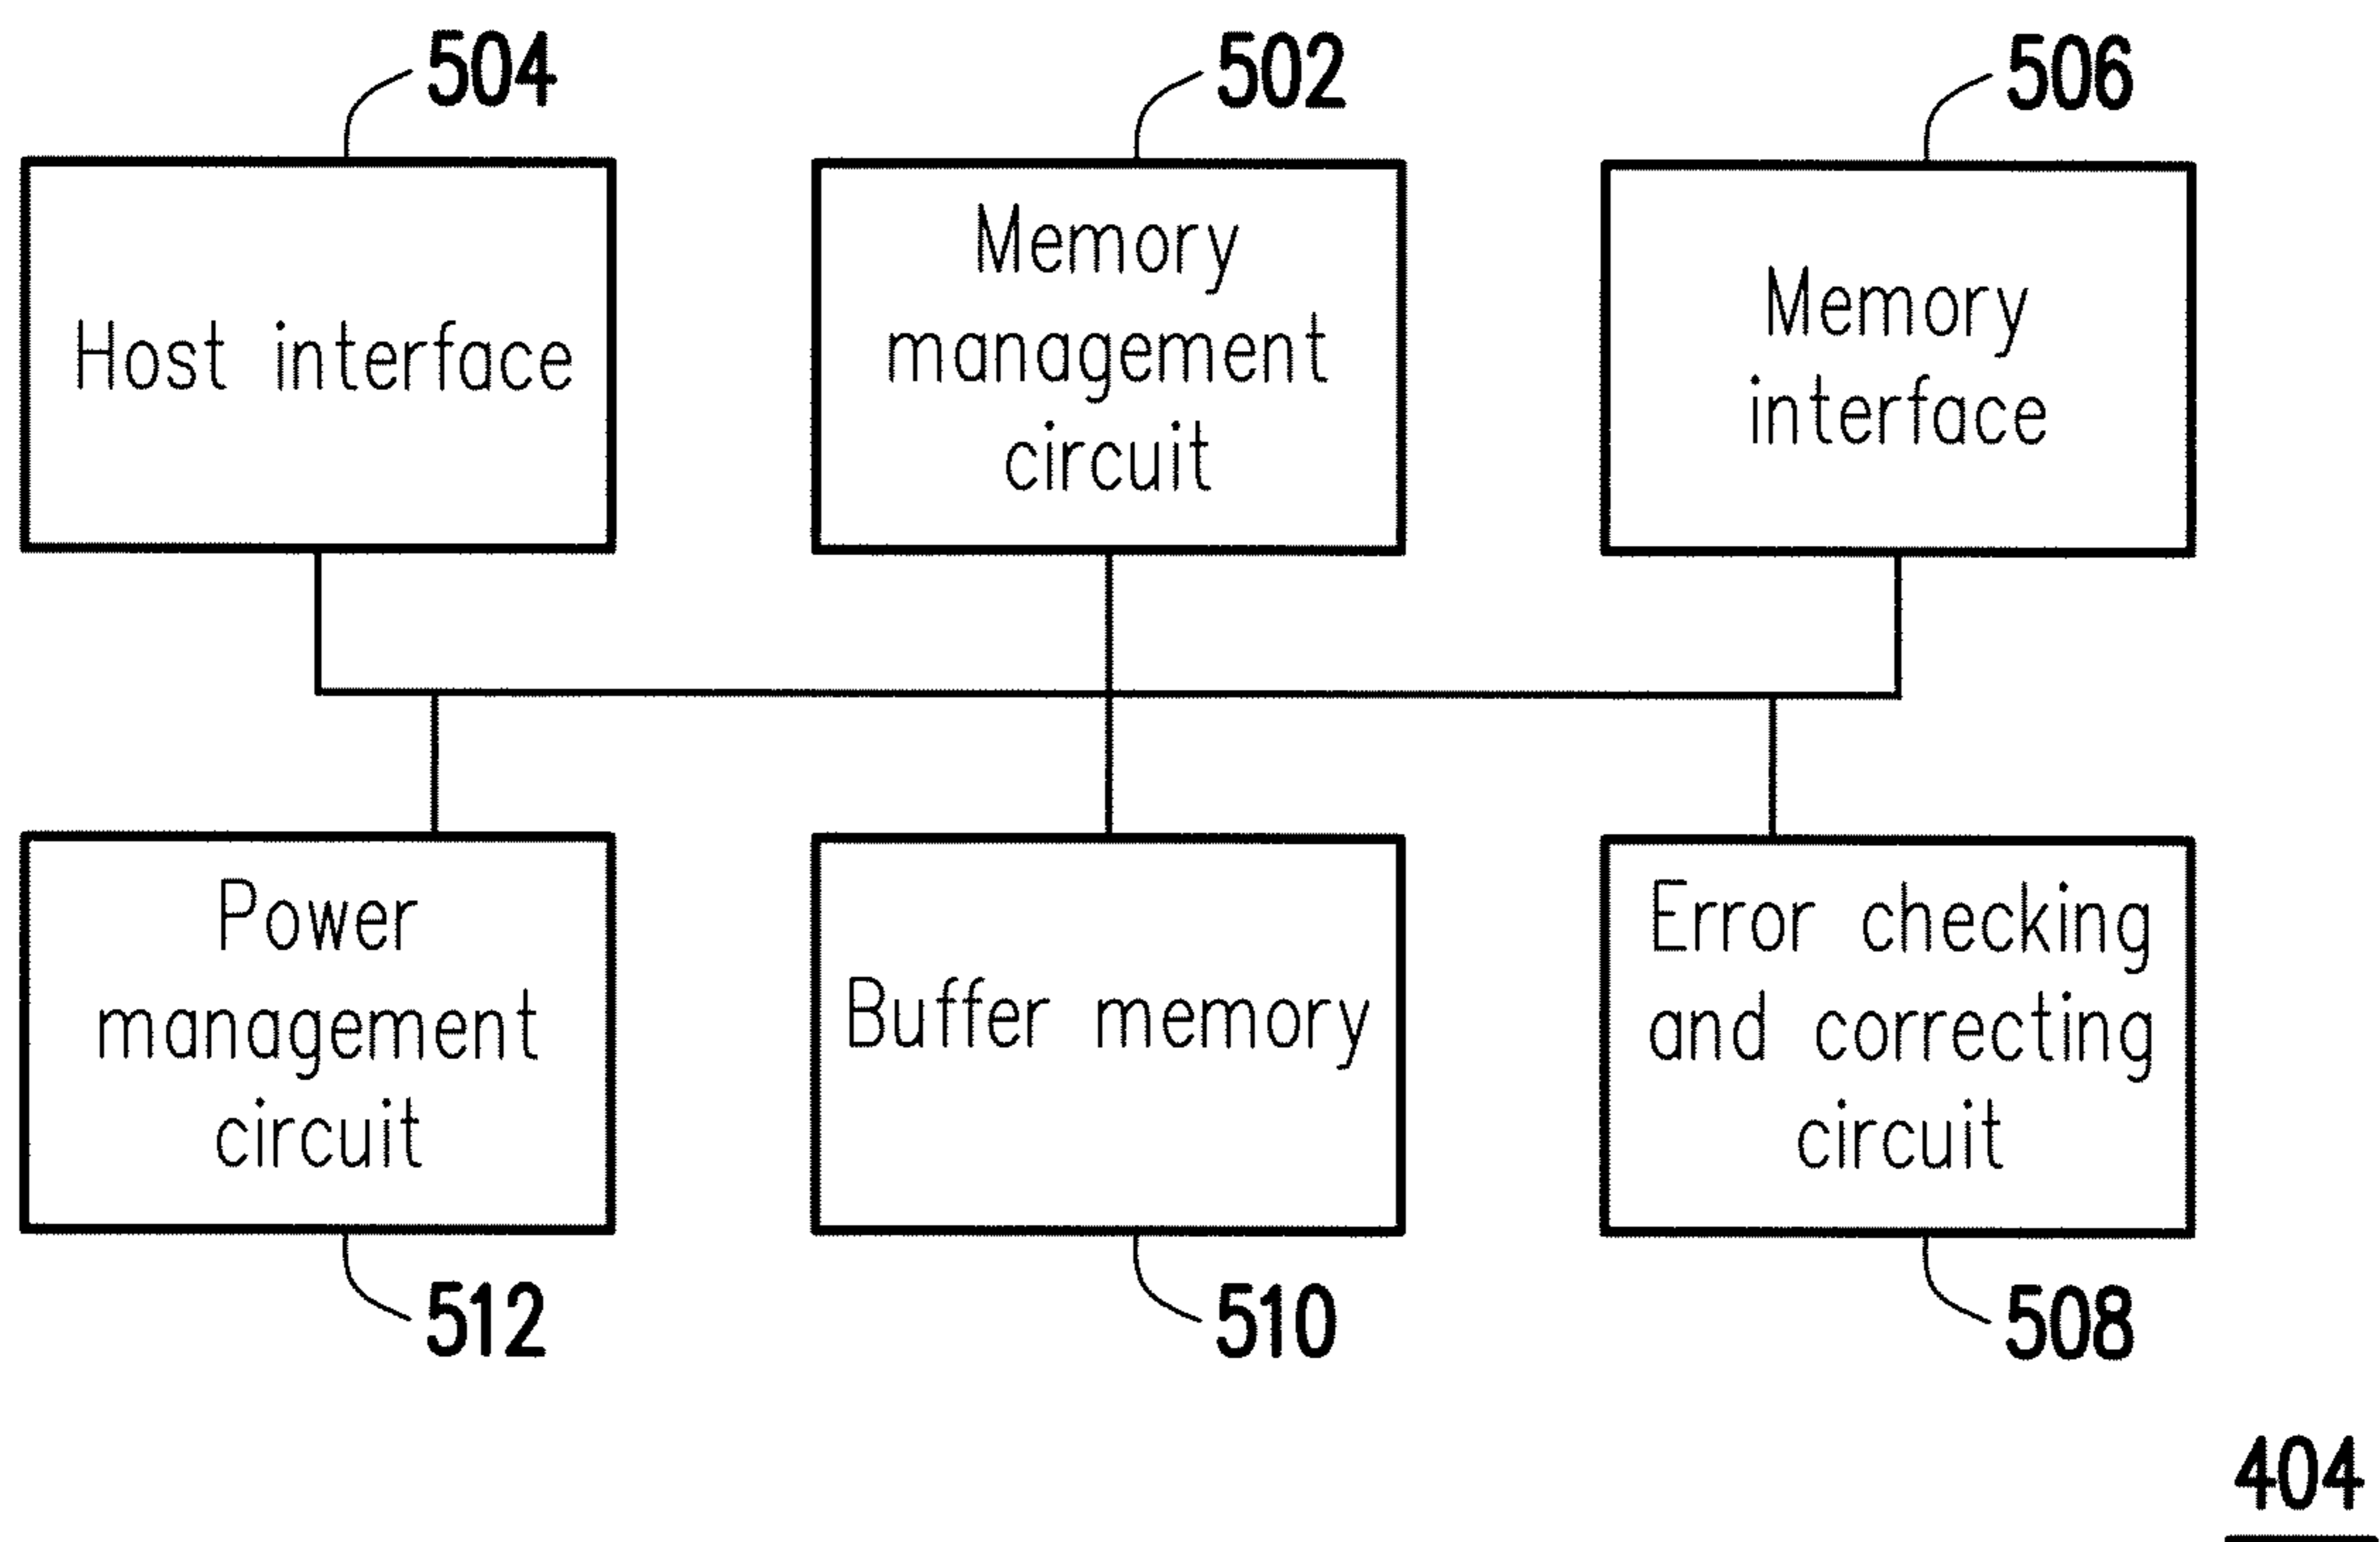 504
502
506
Host interface
Memory
management
circuit
Memory
interface
Power
management
circuit
Buffer memory
Error checking
and correcting
circuit
512
510
508
404